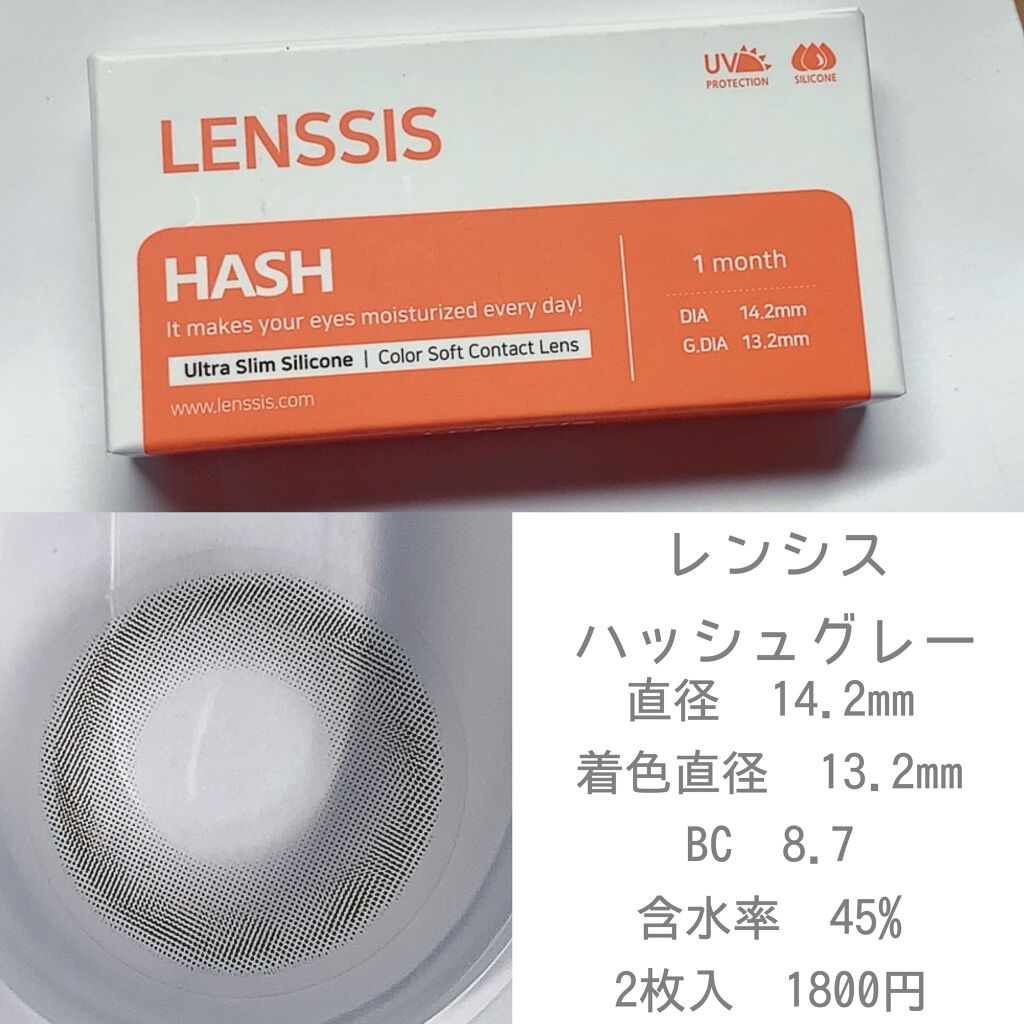 LENSSIS
UV
PROTECTION
SILICONE
HASH
It makes your eyes moisturized every day!
Ultra Slim Silicone | Color Soft Contact Lens
www.lenssis.com
1 month
DIA 14.2mm
G.DIA 13.2mm
レンシス
ハッシュグレー
直径 14.2mm
着色直径 13.2mm
BC 8.7
含水率 45%
2枚入 1800円